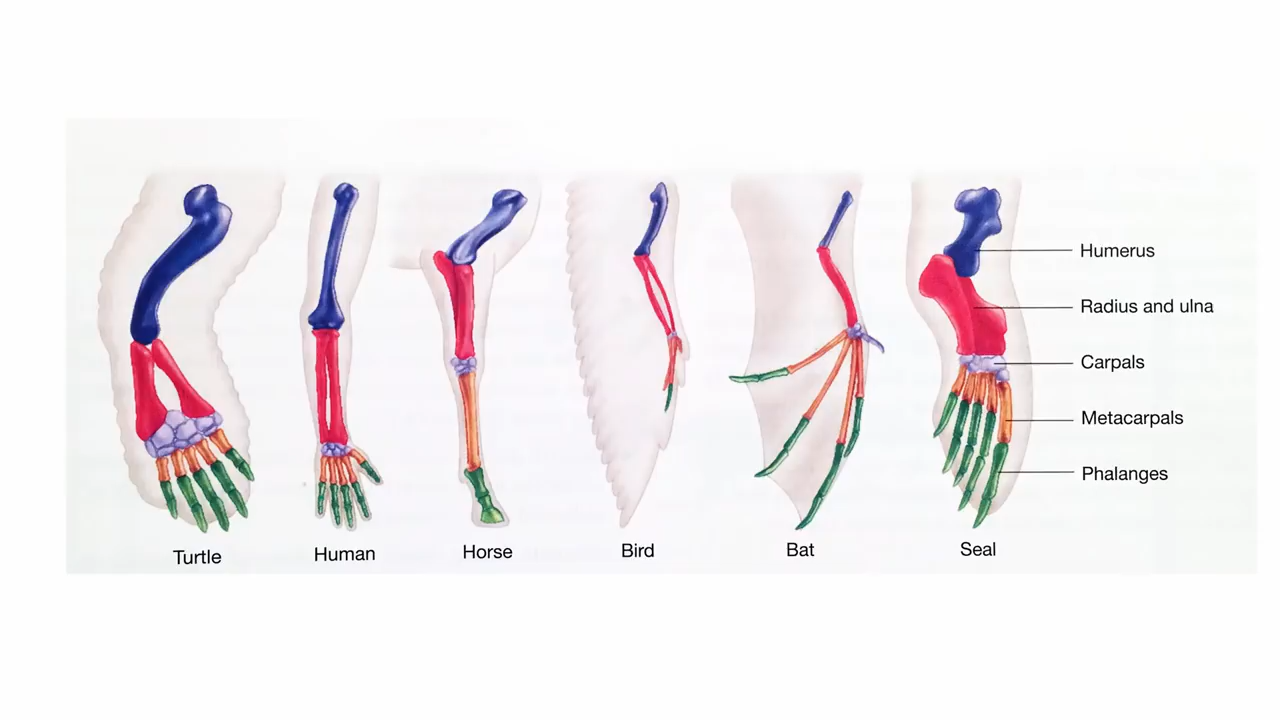 Humerus
Radius and ulna
Carpals
Metacarpals
Phalanges
Turtle
Human
Horse
Bird
Bat
Seal